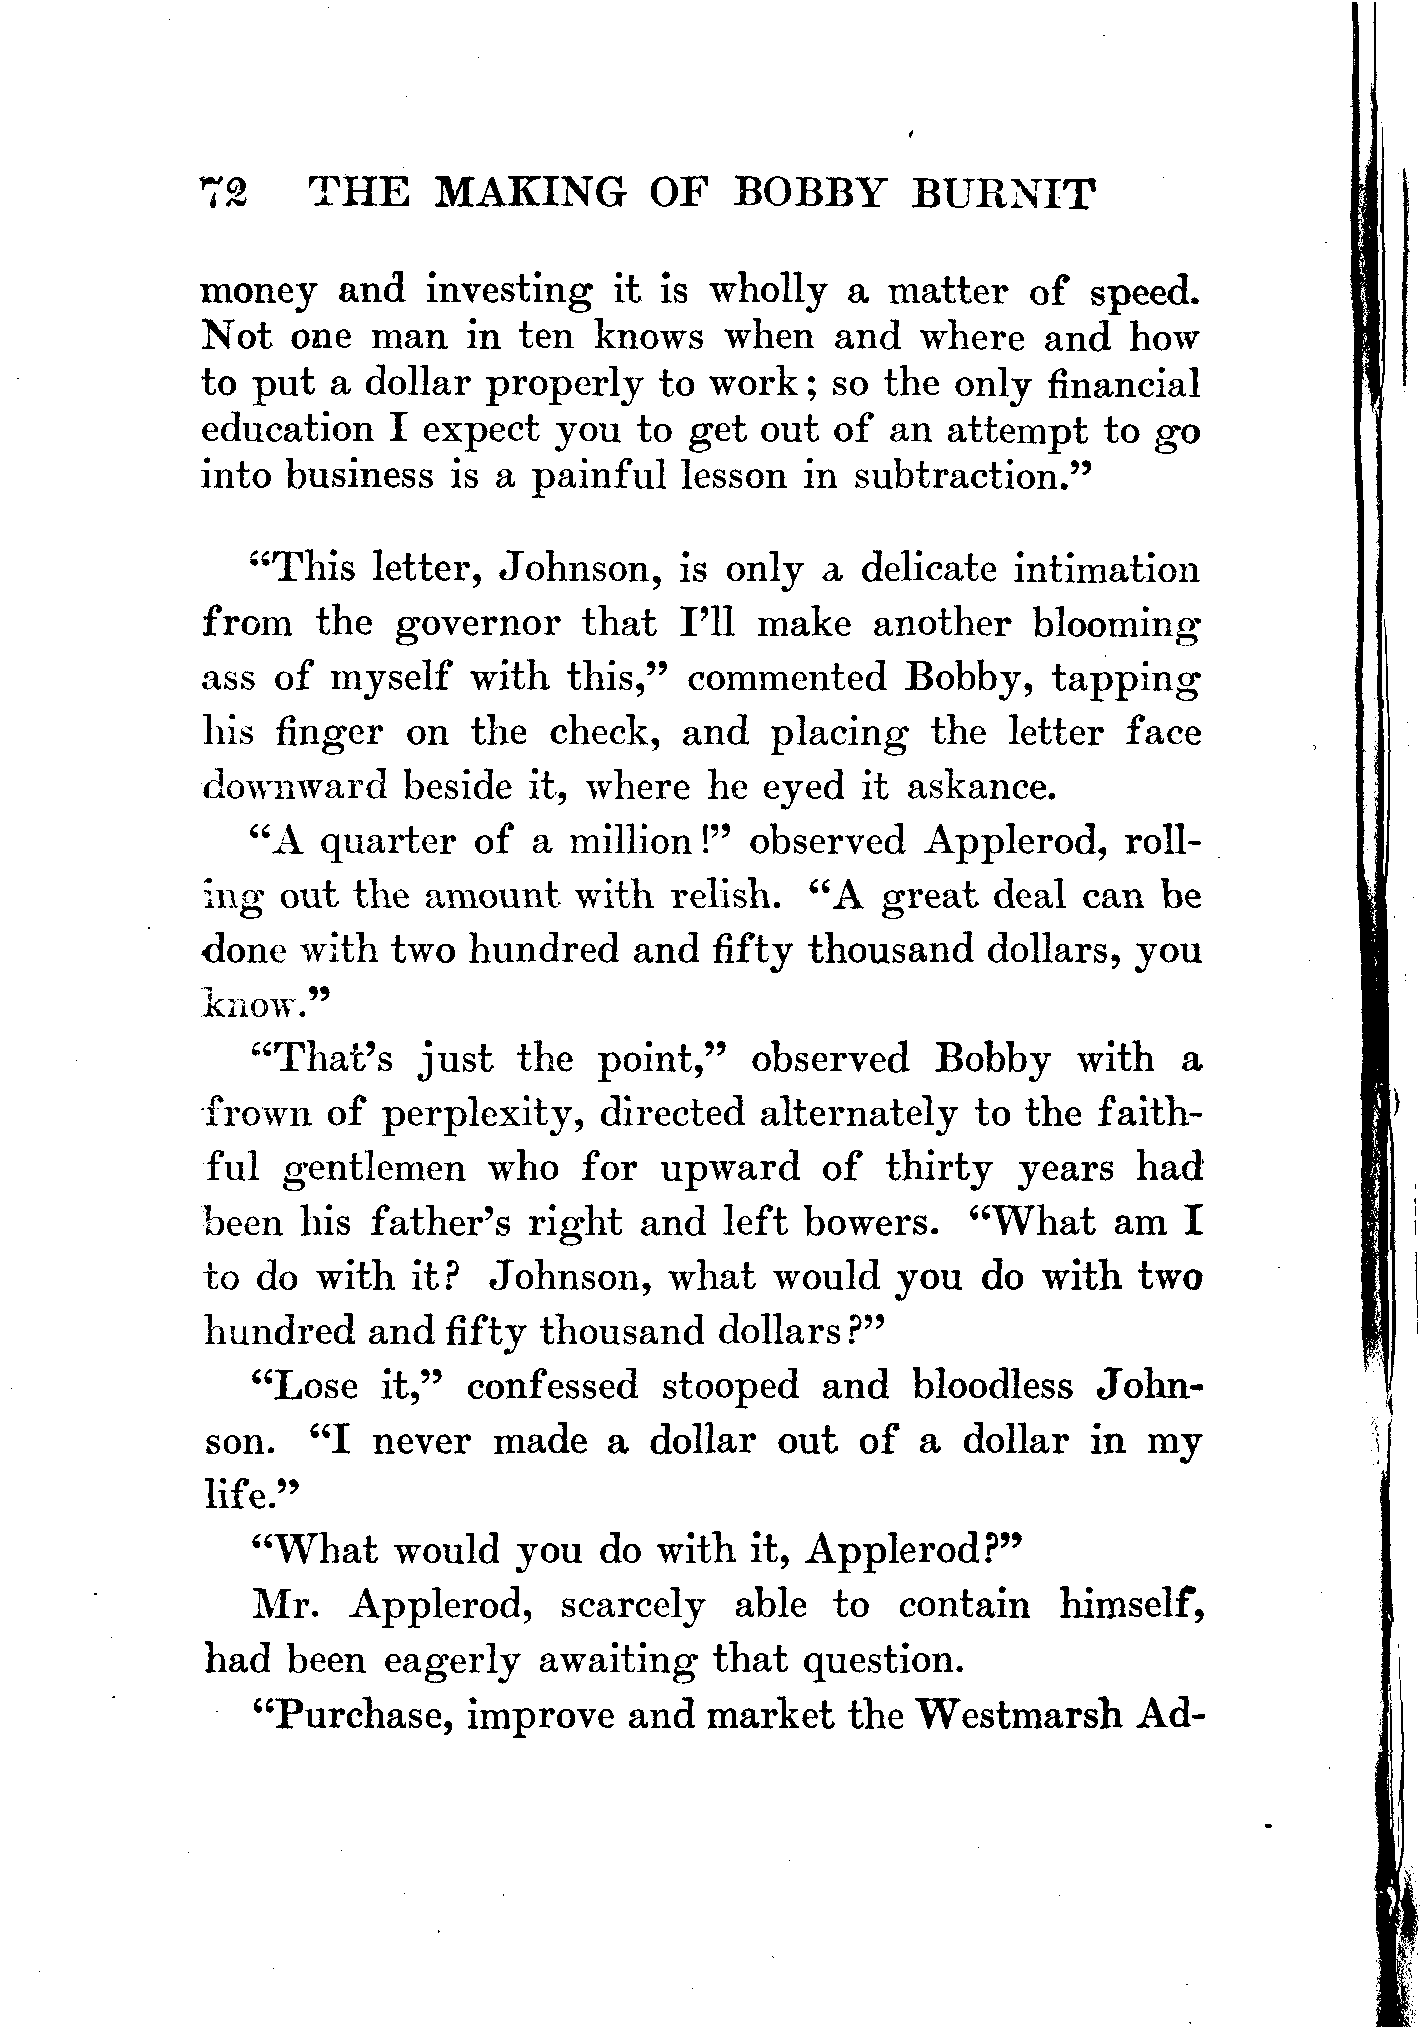 72 THE MAKING OF BOBBY BURNIT
money and investing it is wholly a matter of speed.
Not one man in ten knows when and where and how
to put a dollar properly to work; so the only financial
education I expect you to get out of an attempt to go
into business is a painful lesson in subtraction.”
“This letter, Johnson, is only a delicate intimation
from the governor that I’ll make another blooming
ass of myself with this,” commented Bobby, tapping
his finger on the check, and placing the letter face
downward beside it, where he eyed it askance.
“A quarter of a million!” observed Applerod, roll-
ing out the amount with relish. “A great deal can be
done with two hundred and fifty thousand dollars, you
know.”
“That’s just the point,” observed Bobby with a
frown of perplexity, directed alternately to the faith-
ful gentlemen who for upward of thirty years had
been his father’s right and left bowers. “What am I
to do with it? Johnson, what would you do with two
hundred and fifty thousand dollars?”
“Lose it,” confessed stooped and bloodless John-
son. “I never made a dollar out of a dollar in my
life.”
“What would you do with it, Applerod?”
Mr. Applerod, scarcely able to contain himself,
had been eagerly awaiting that question.
“Purchase, improve and market the Westmarsh Ad-